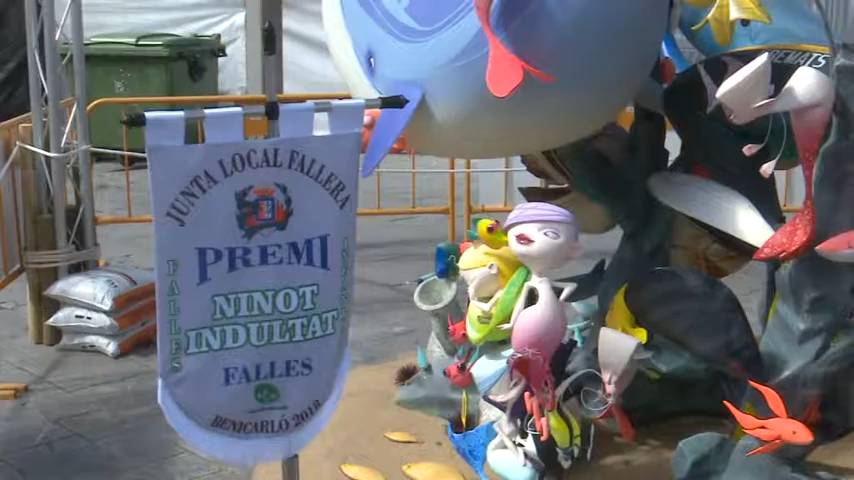 JUNTA LOCAL FALLERA
PREMI
NINOT
INDULTAT
FALLES
FALLES
BENICARLÓ 2018